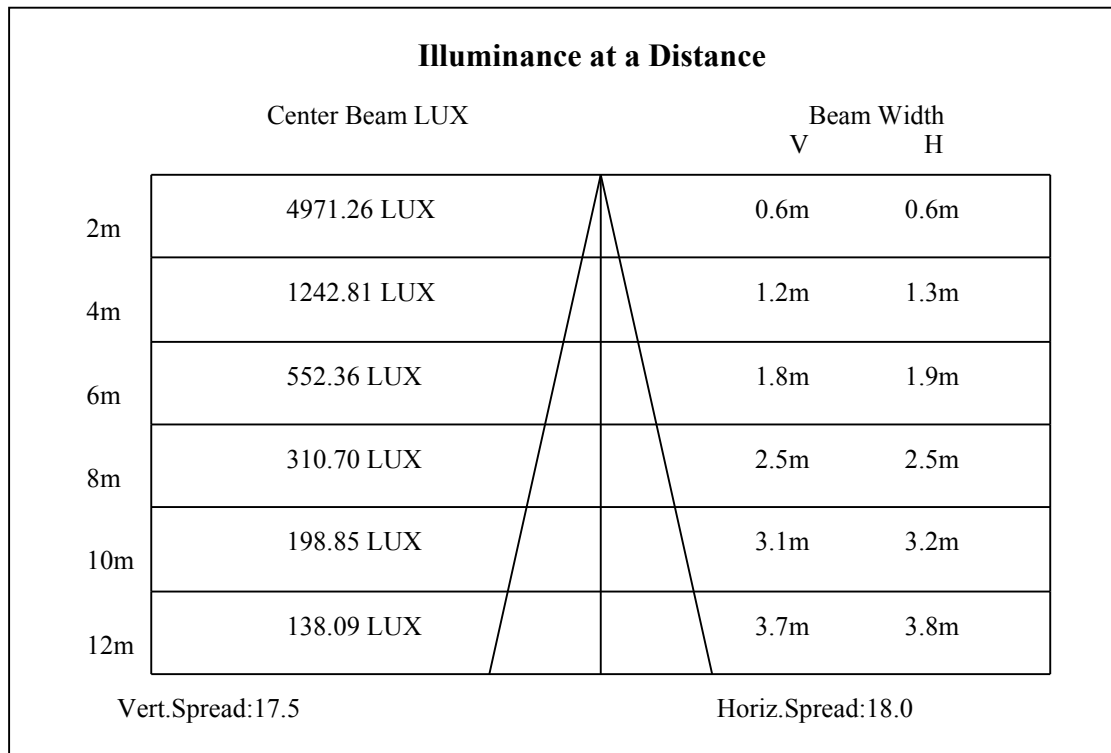 Illuminance at a Distance
Center Beam LUX Beam Width
V H
2m 4971.26 LUX 0.6m 0.6m
4m 1242.81 LUX 1.2m 1.3m
6m 552.36 LUX 1.8m 1.9m
8m 310.70 LUX 2.5m 2.5m
10m 198.85 LUX 3.1m 3.2m
12m 138.09 LUX 3.7m 3.8m
Vert.Spread:17.5 Horiz.Spread:18.0